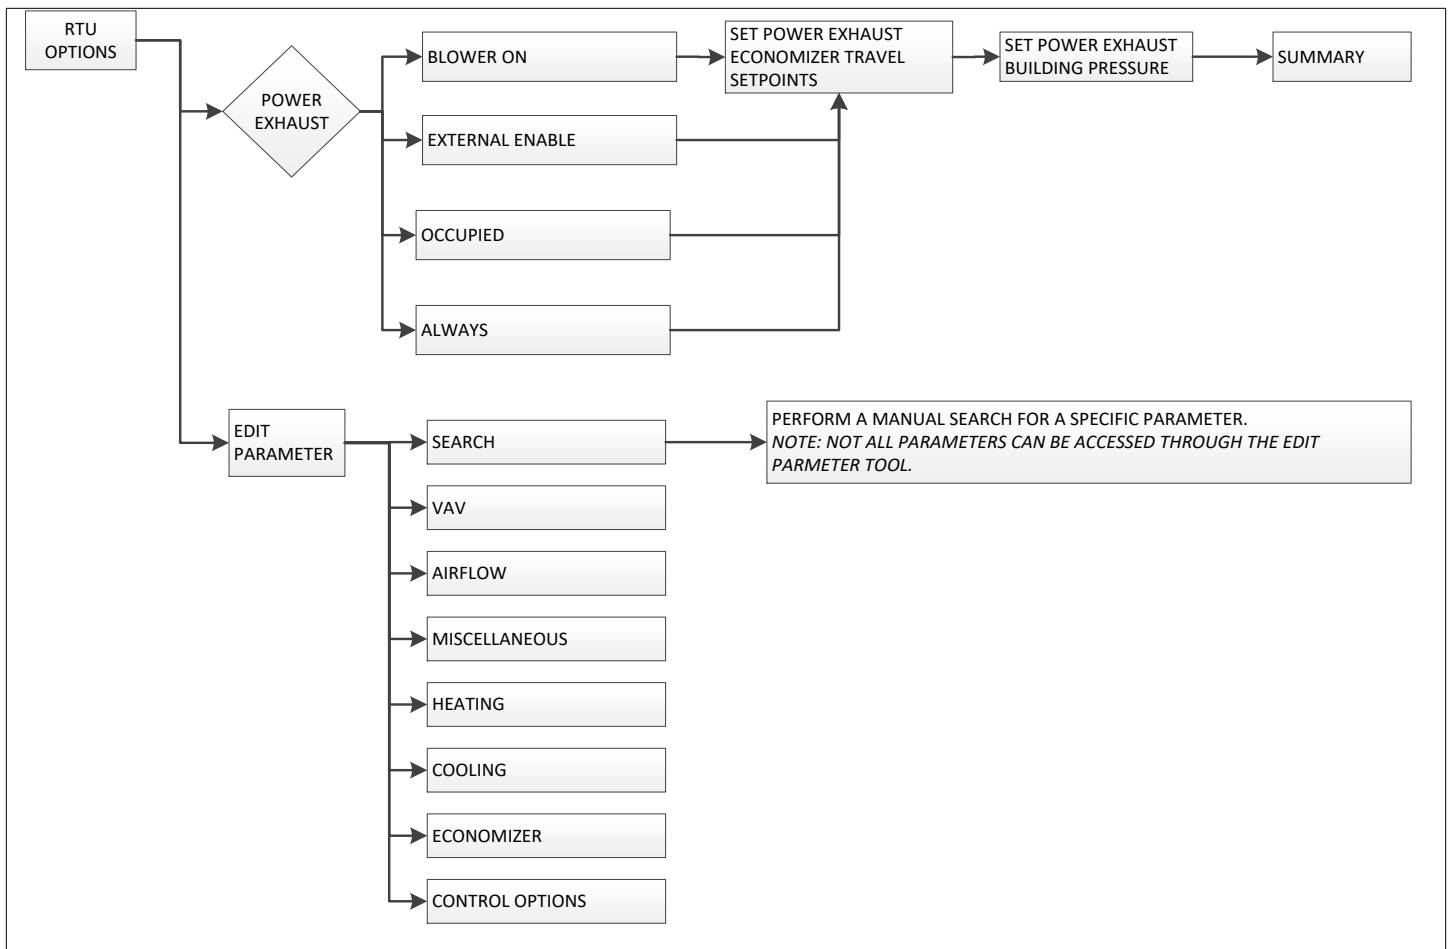 RTU
OPTIONS
POWER
EXHAUST
BLOWER ON
SET POWER EXHAUST
ECONOMIZER TRAVEL
SETPOINTS
SET POWER EXHAUST
BUILDING PRESSURE
SUMMARY
EXTERNAL ENABLE
OCCUPIED
ALWAYS
EDIT
PARAMETER
SEARCH
PERFORM A MANUAL SEARCH FOR A SPECIFIC PARAMETER.
NOTE: NOT ALL PARAMETERS CAN BE ACCESSED THROUGH THE EDIT
PARMETER TOOL.
VAV
AIRFLOW
MISCELLANEOUS
HEATING
COOLING
ECONOMIZER
CONTROL OPTIONS